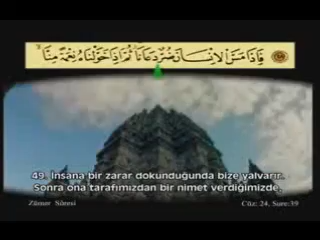 فَاِذَا مَسَّ الْاِنْسَانَ ضُرٌّ دَعَانَاۘ ثُمَّ اِذَا خَوَّلْنَاهُ نِعْمَةً مِنَّاۙ
49. İnsana bir zarar dokunduğunda bize yalvarır.
Sonra ona tarafımızdan bir nimet verdiğimizde,
Zümer Sûresi Cüz: 24, Sure:39